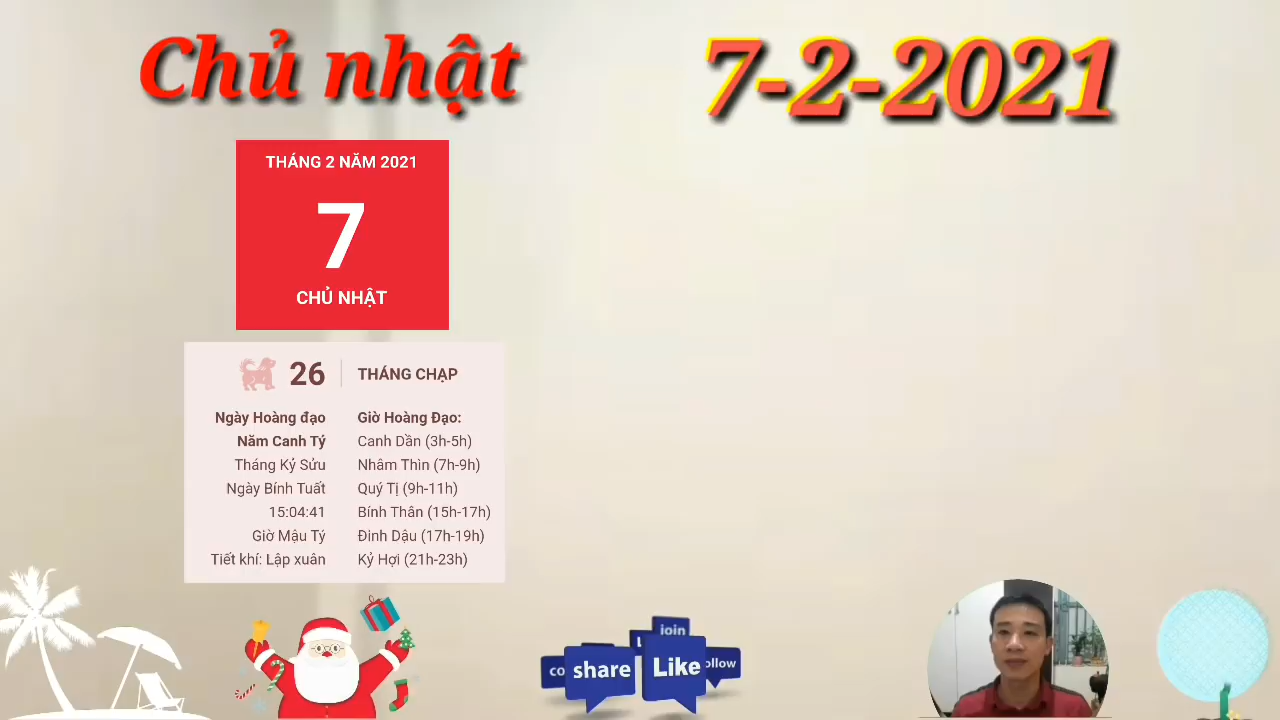 Chủ nhật
7-2-2021
THÁNG 2 NĂM 2021
7
CHỦ NHẬT
26
THÁNG CHẠP
Ngày Hoàng đạo
Năm Canh Tý
Tháng Kỷ Sửu
Ngày Bính Tuất
15:04:41
Giờ Mậu Tý
Tiết khí: Lập xuân
Giờ Hoàng Đạo:
Canh Dần (3h-5h)
Nhâm Thìn (7h-9h)
Quý Tị (9h-11h)
Bính Thân (15h-17h)
Đinh Dậu (17h-19h)
Kỷ Hợi (21h-23h)
join
share
Like